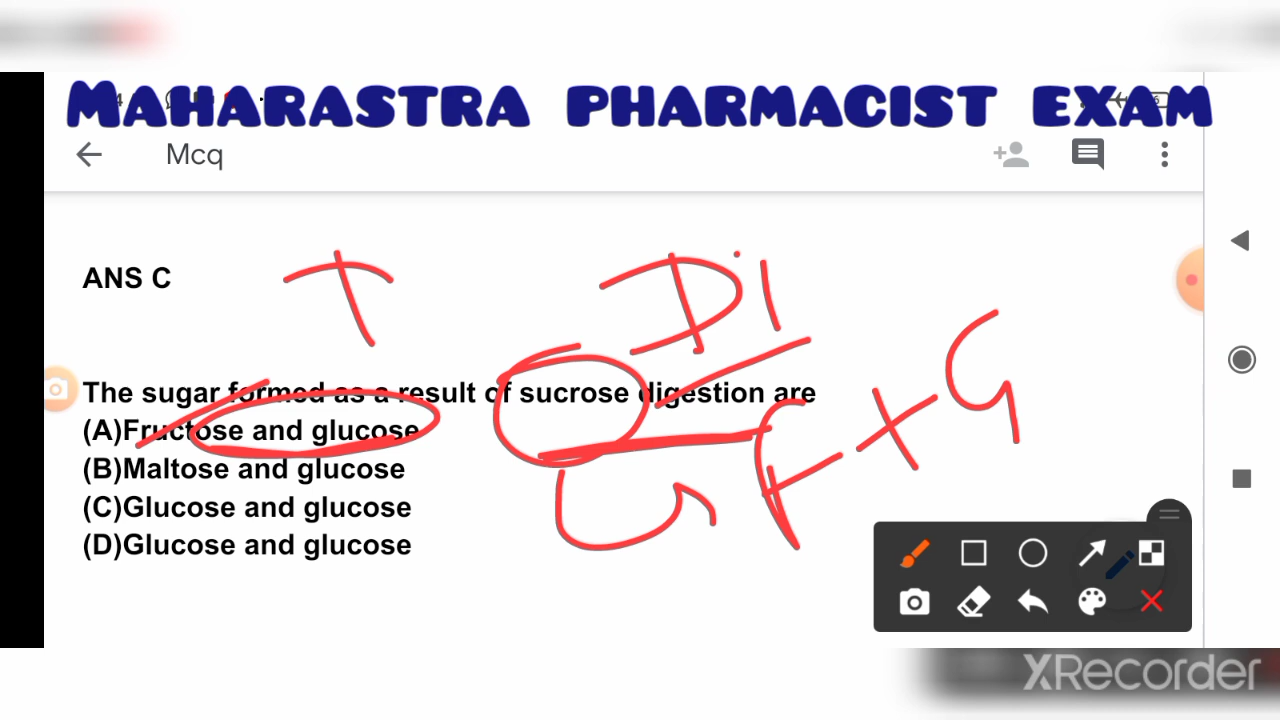 MAHARASTRA PHARMACIST EXAM
Mcq
ANS C
T
Di
The sugar formed as a result of sucrose digestion are
(A)Fructose and glucose
(B)Maltose and glucose
(C)Glucose and glucose
(D)Glucose and glucose
F + G
XRecorder